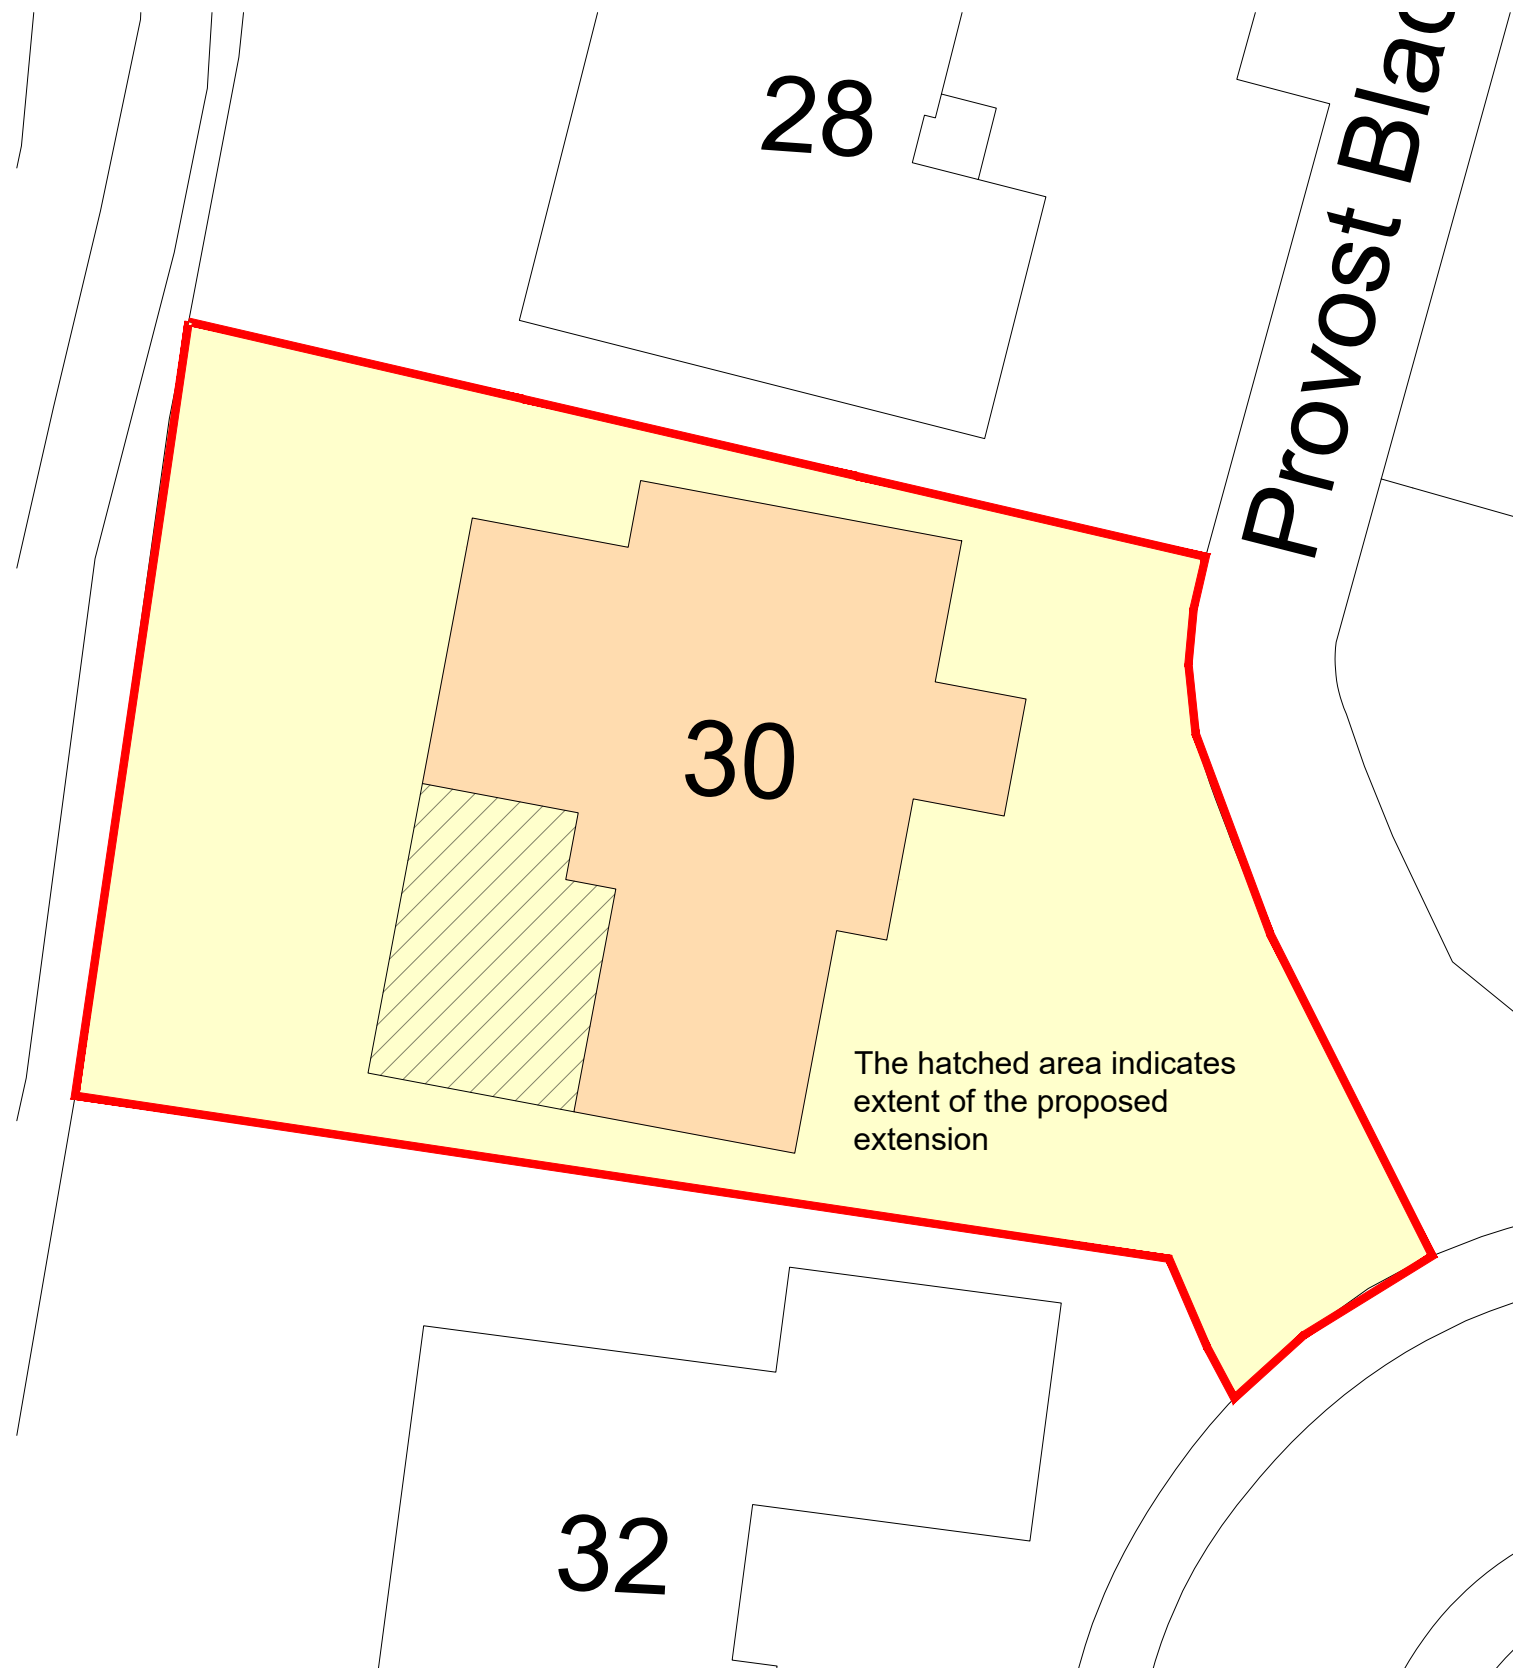 28
Provost
30
The hatched area indicates
extent of the proposed
extension
32